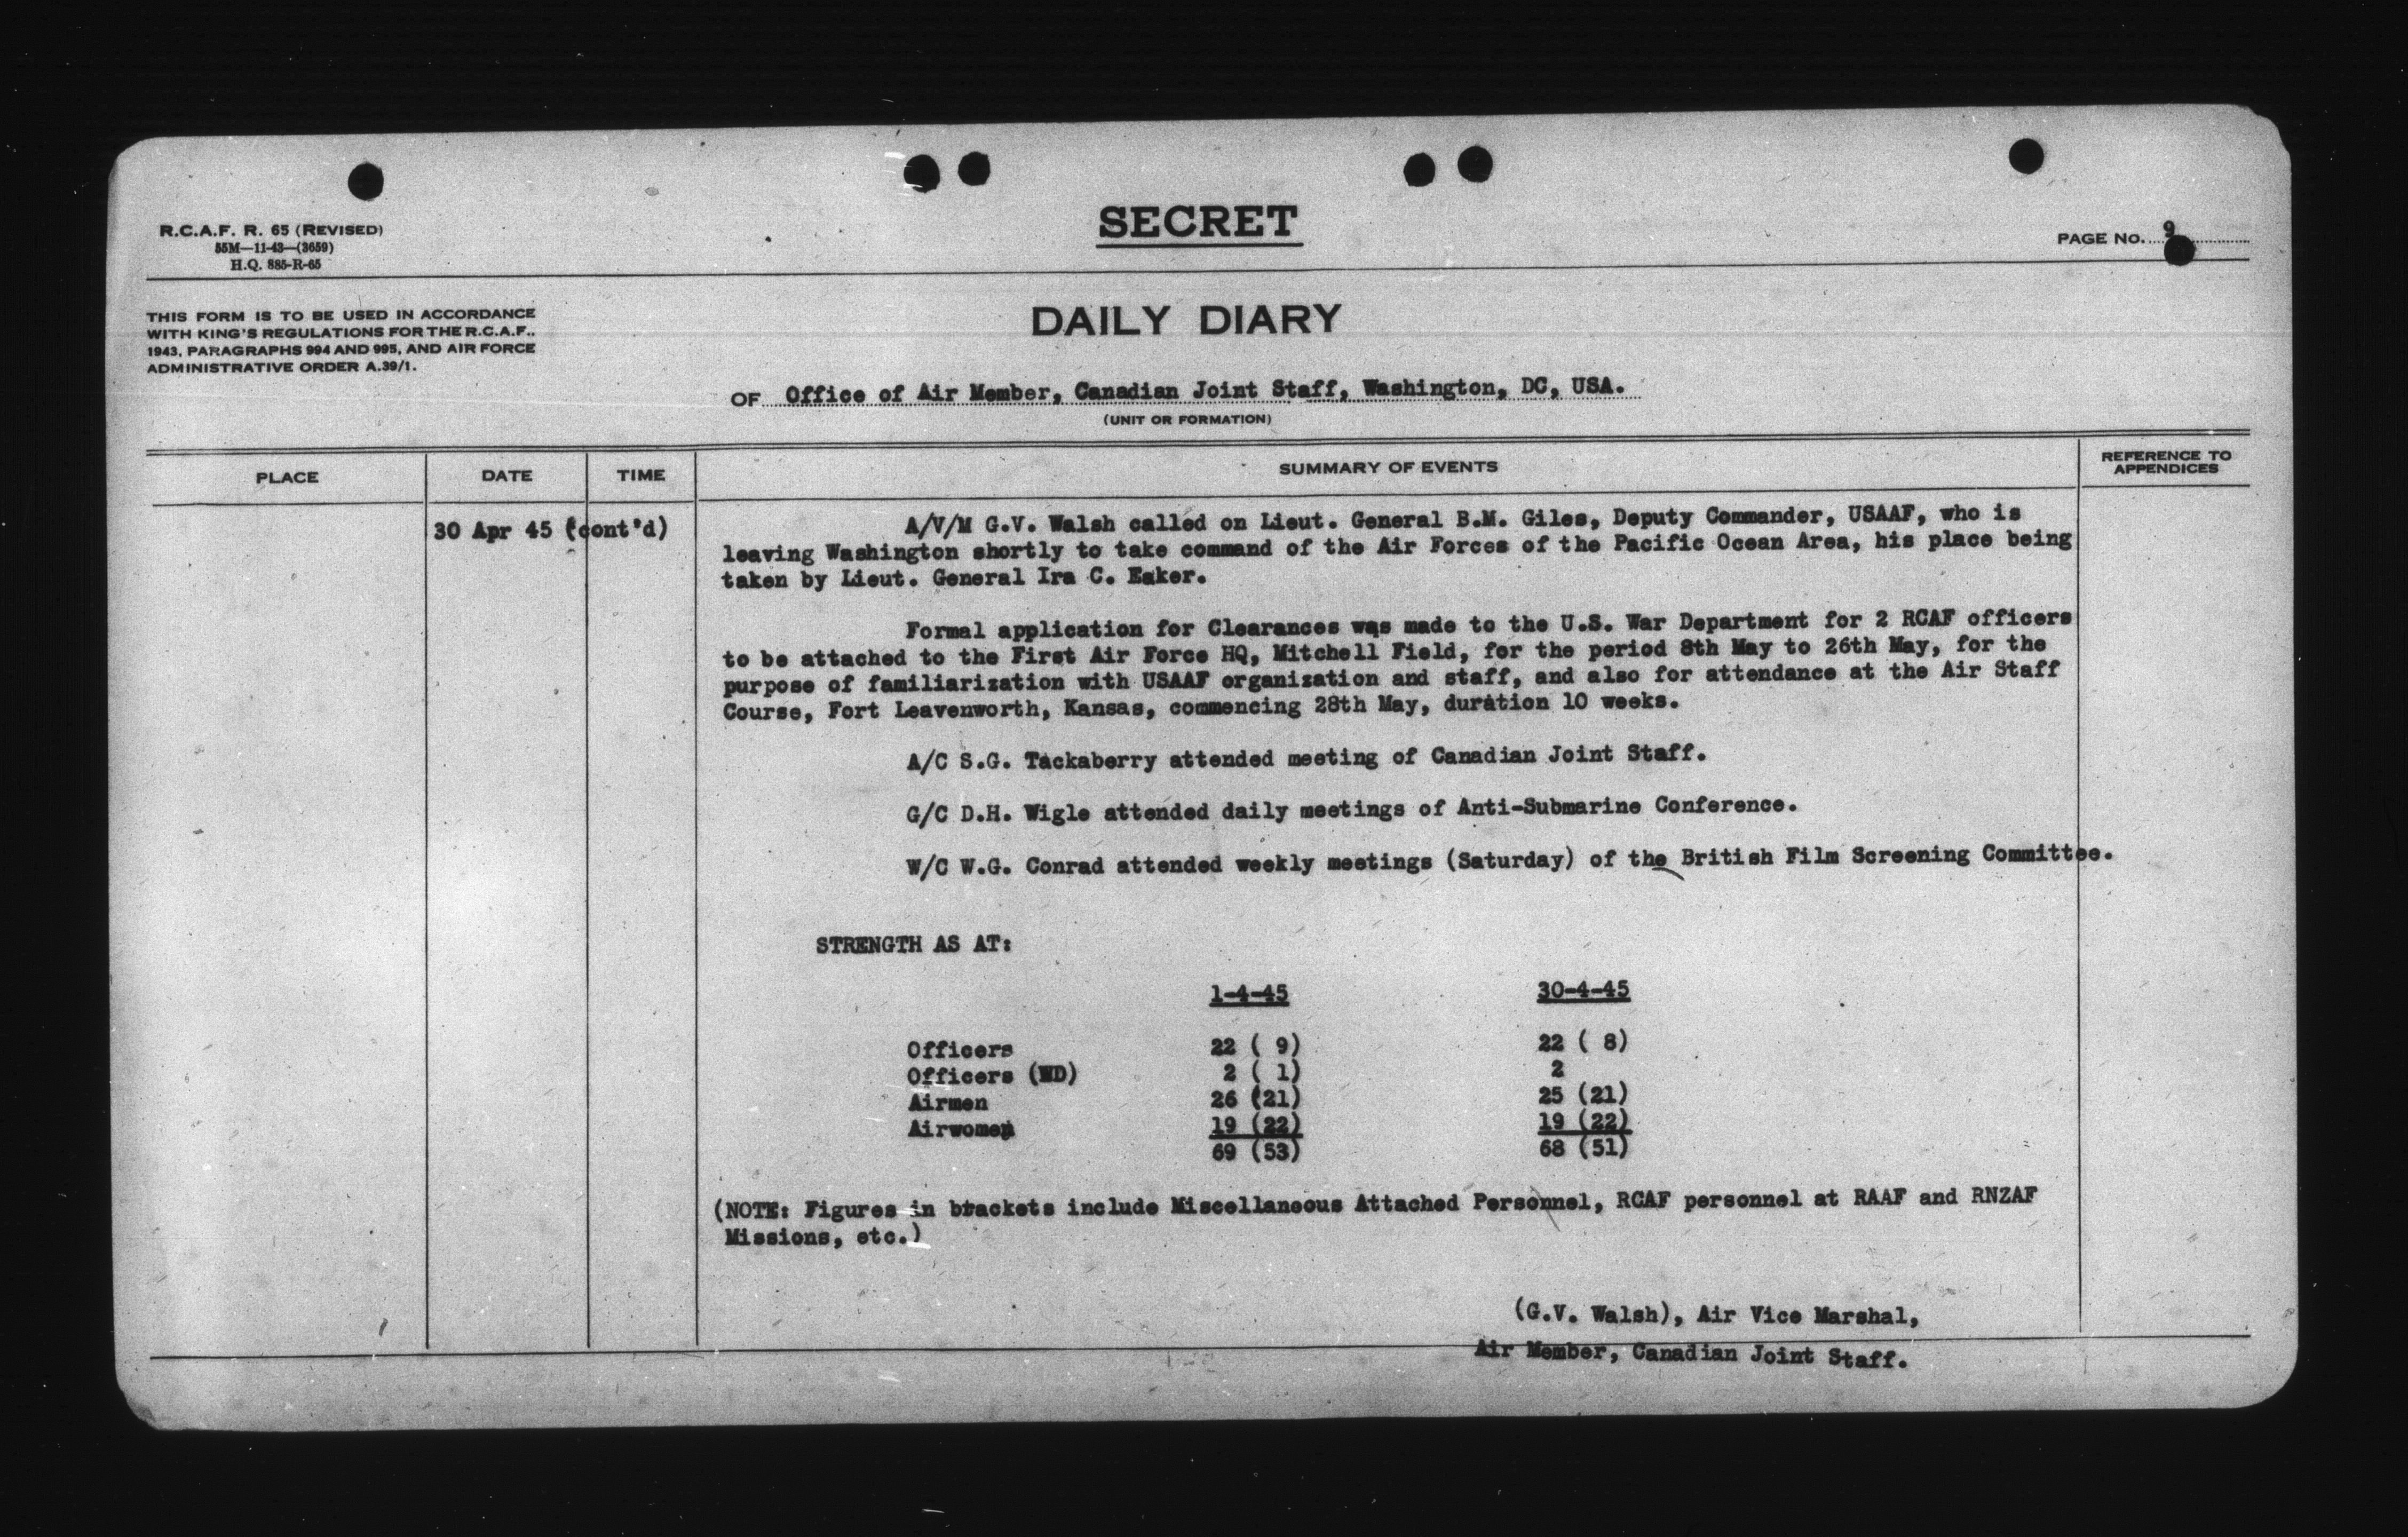 R.C.A.F. R. 65 (REVISED)
55M—11-43—(3659)
H.Q. 885-R-65
SECRET
PAGE No. 9
THIS FORM IS TO BE USED IN ACCORDANCE
WITH KING'S REGULATIONS FOR THE R.C.A.F.,
1943, PARAGRAPHS 994 AND 995, AND AIR FORCE
ADMINISTRATIVE ORDER A.39/1.
DAILY DIARY
OF Office of Air Member, Canadian Joint Staff, Washington, DC, USA.
(UNIT OR FORMATION)
PLACE DATE TIME SUMMARY OF EVENTS REFERENCE TO
APPENDICES
30 Apr 45 (cont'd)
A/V/M G.V. Walsh called on Lieut. General B.M. Giles, Deputy Commander, USAAF, who is
leaving Washington shortly to take command of the Air Forces of the Pacific Ocean Area, his place being
taken by Lieut. General Ira C. Eaker.
Formal application for Clearances was made to the U.S. War Department for 2 RCAF officers
to be attached to the First Air Force HQ, Mitchell Field, for the period 8th May to 26th May, for the
purpose of familiarization with USAAF organization and staff, and also for attendance at the Air Staff
Course, Fort Leavenworth, Kansas, commencing 28th May, duration 10 weeks.
A/C S.G. Tackaberry attended meeting of Canadian Joint Staff.
G/C D.H. Wigle attended daily meetings of Anti-Submarine Conference.
W/C W.G. Conrad attended weekly meetings (Saturday) of the British Film Screening Committee.
STRENGTH AS AT:
1-4-45 30-4-45
Officers 22 ( 9) 22 ( 8)
Officers (WD) 2 ( 1) 2
Airmen 26 (21) 25 (21)
Airwomen 19 (22) 19 (22)
69 (53) 68 (51)
(NOTE: Figures in brackets include Miscellaneous Attached Personnel, RCAF personnel at RAAF and RNZAF
Missions, etc.)
(G.V. Walsh), Air Vice Marshal,
Air Member, Canadian Joint Staff.